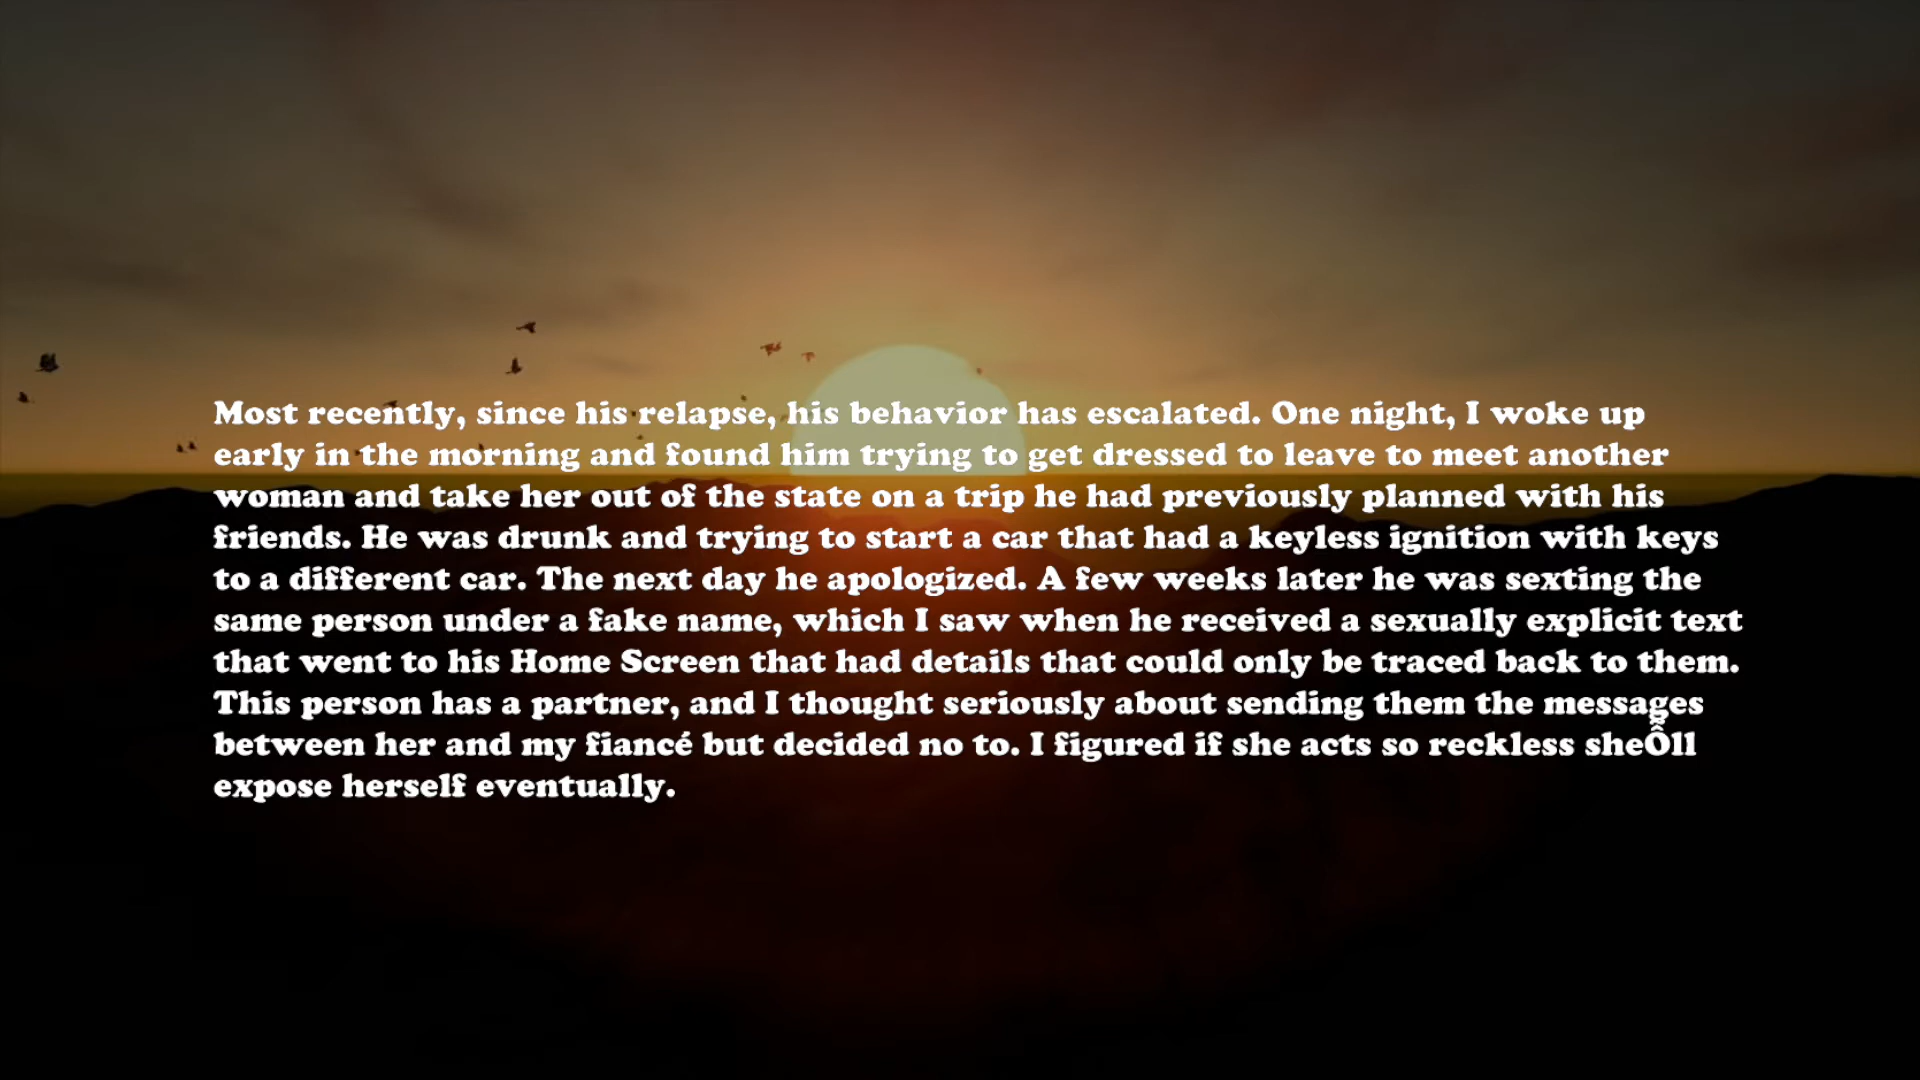 Most recently, since his relapse, his behavior has escalated. One night, I woke up
early in the morning and found him trying to get dressed to leave to meet another
woman and take her out of the state on a trip he had previously planned with his
friends. He was drunk and trying to start a car that had a keyless ignition with keys
to a different car. The next day he apologized. A few weeks later he was sexting the
same person under a fake name, which I saw when he received a sexually explicit text
that went to his Home Screen that had details that could only be traced back to them.
This person has a partner, and I thought seriously about sending them the messages
between her and my fiancé but decided no to. I figured if she acts so reckless sheỖll
expose herself eventually.